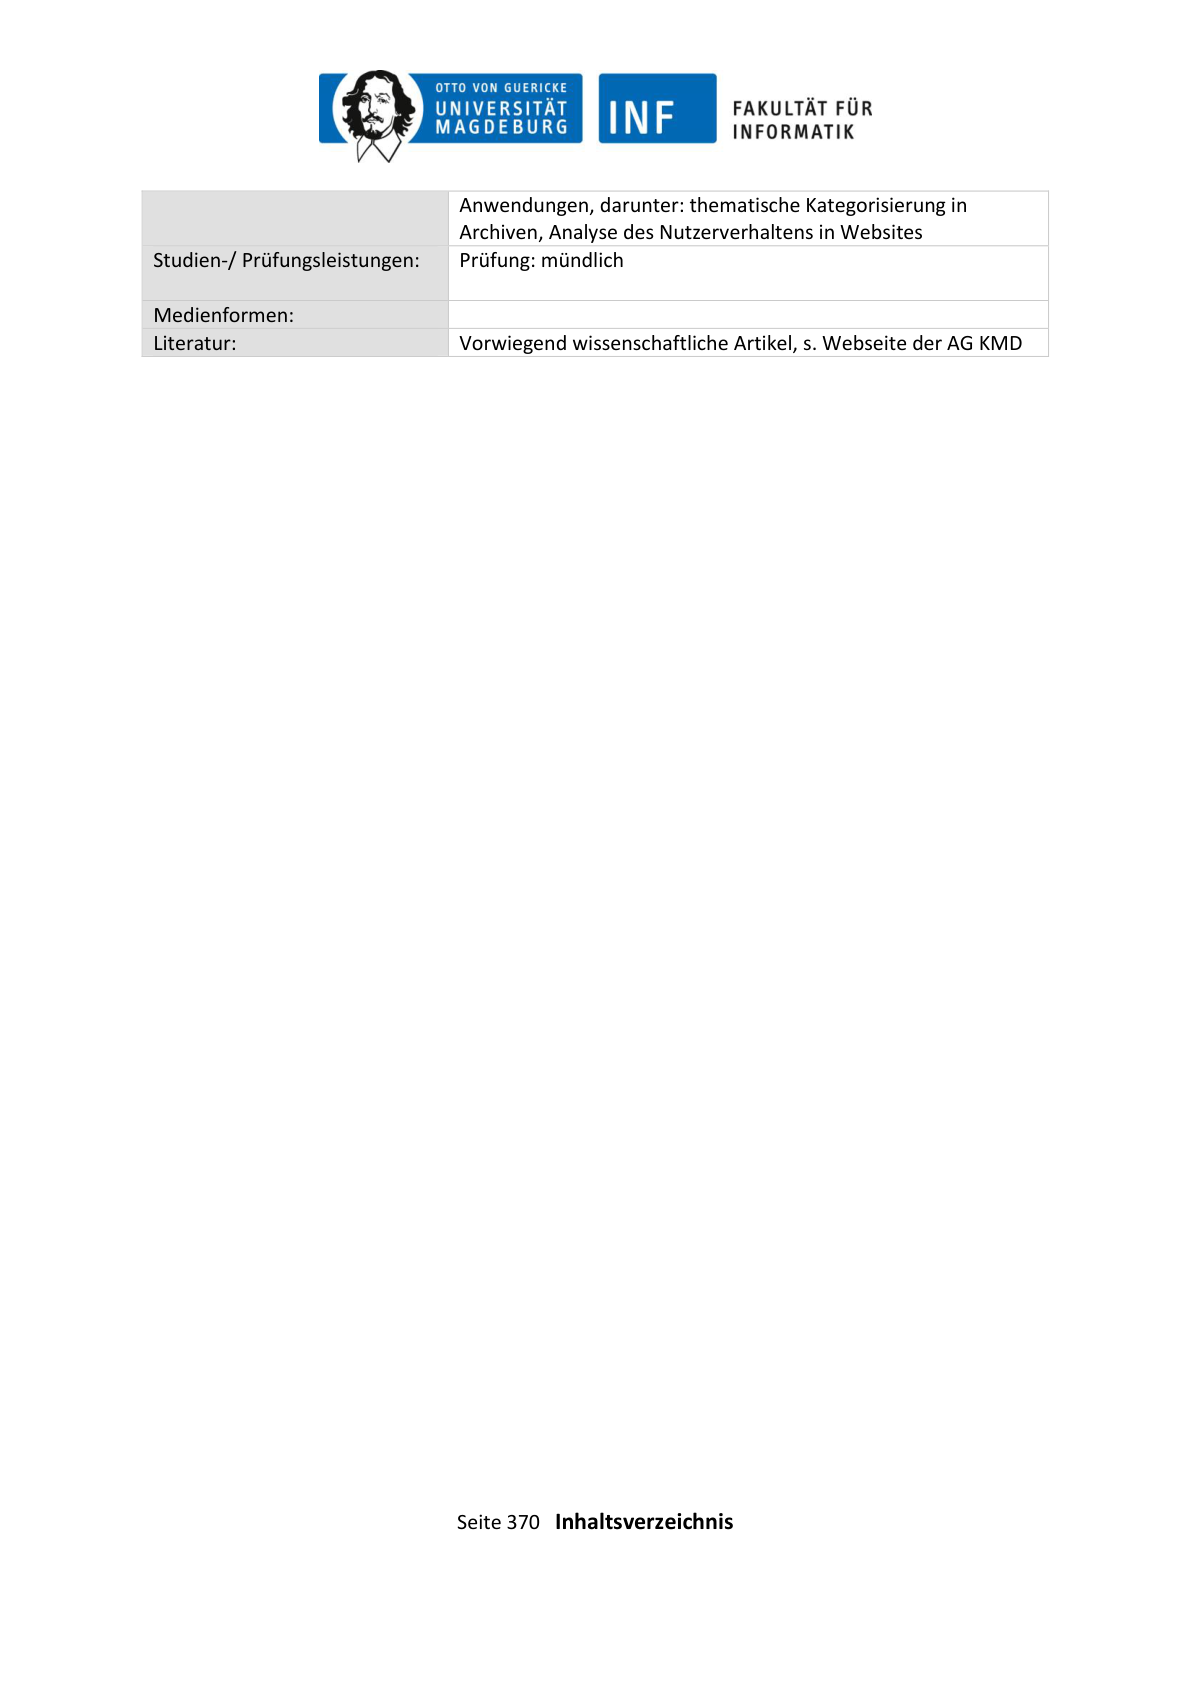 OTTO VON GUERICKE
UNIVERSITÄT
MAGDEBURG
INF
FAKULTÄT FÜR
INFORMATIK
Anwendungen, darunter: thematische Kategorisierung in
Archiven, Analyse des Nutzerverhaltens in Websites
Studien-/ Prüfungsleistungen:
Prüfung: mündlich
Medienformen:
Literatur:
Vorwiegend wissenschaftliche Artikel, s. Webseite der AG KMD
Seite 370 Inhaltsverzeichnis